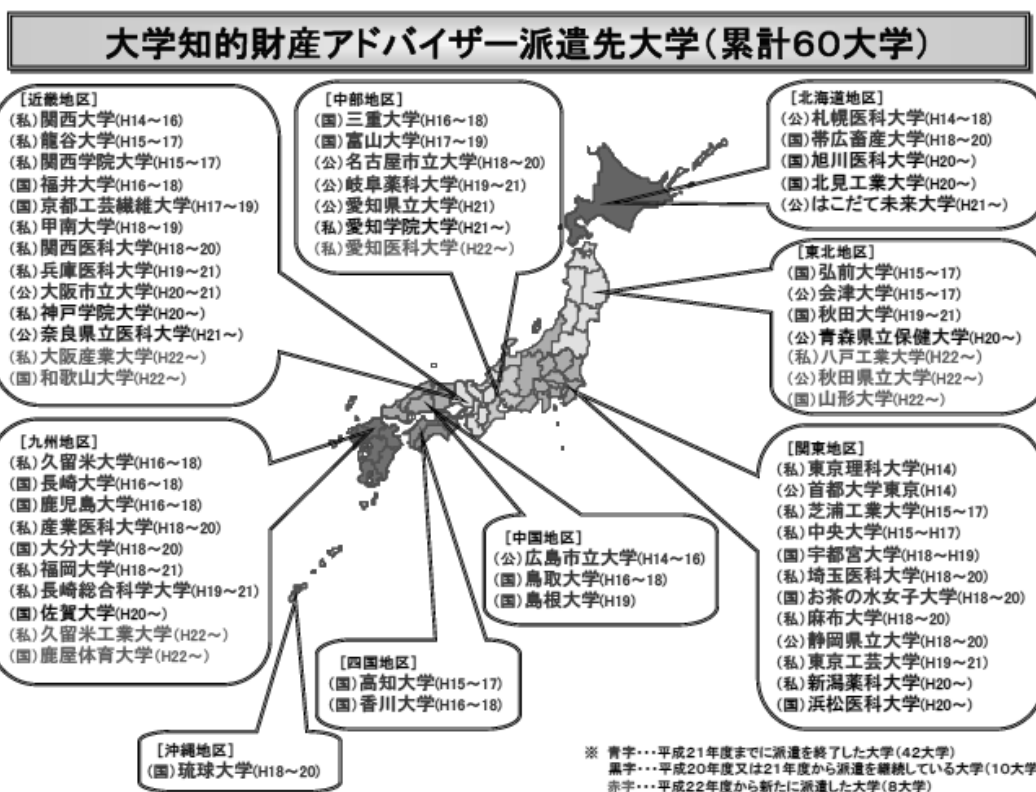 大学知的財産アドバイザー派遣先大学(累計60大学)
[近畿地区]
(私)関西大学(H14～16)
(私)龍谷大学(H15～17)
(私)関西学院大学(H15～17)
(国)福井大学(H16～18)
(国)京都工芸繊維大学(H17～19)
(私)甲南大学(H18～19)
(私)関西医科大学(H18～20)
(私)兵庫医科大学(H19～21)
(公)大阪市立大学(H20～21)
(私)神戸学院大学(H20～)
(公)奈良県立医科大学(H21～)
(私)大阪産業大学(H22～)
(国)和歌山大学(H22～)
[中部地区]
(国)三重大学(H16～18)
(国)富山大学(H17～19)
(公)名古屋市立大学(H18～20)
(公)岐阜薬科大学(H19～21)
(公)愛知県立大学(H21)
(私)愛知学院大学(H21～)
(私)愛知医科大学(H22～)
[北海道地区]
(公)札幌医科大学(H14～18)
(国)帯広畜産大学(H18～20)
(国)旭川医科大学(H20～)
(国)北見工業大学(H20～)
(公)はこだて未来大学(H21～)
[東北地区]
(国)弘前大学(H15～17)
(公)会津大学(H15～17)
(国)秋田大学(H19～21)
(公)青森県立保健大学(H20～)
(私)八戸工業大学(H22～)
(公)秋田県立大学(H22～)
(国)山形大学(H22～)
[九州地区]
(私)久留米大学(H16～18)
(国)長崎大学(H16～18)
(国)鹿児島大学(H16～18)
(私)産業医科大学(H18～20)
(国)大分大学(H18～20)
(私)福岡大学(H18～21)
(私)長崎総合科学大学(H19～21)
(国)佐賀大学(H20～)
(私)久留米工業大学(H22～)
(国)鹿屋体育大学(H22～)
[中国地区]
(公)広島市立大学(H14～16)
(国)鳥取大学(H16～18)
(国)島根大学(H19)
[関東地区]
(私)東京理科大学(H14)
(公)首都大学東京(H14)
(私)芝浦工業大学(H15～17)
(私)中央大学(H15～H17)
(国)宇都宮大学(H18～H19)
(私)埼玉医科大学(H18～20)
(国)お茶の水女子大学(H18～20)
(私)麻布大学(H18～20)
(公)静岡県立大学(H18～20)
(私)東京工芸大学(H19～21)
(私)新潟薬科大学(H20～)
(国)浜松医科大学(H20～)
[四国地区]
(国)高知大学(H15～17)
(国)香川大学(H16～18)
[沖縄地区]
(国)琉球大学(H18～20)
※ 青字･･･平成21年度までに派遣を終了した大学(42大学)
黒字･･･平成20年度又は21年度から派遣を継続している大学(10大学
赤字･･･平成22年度から新たに派遣した大学(8大学)